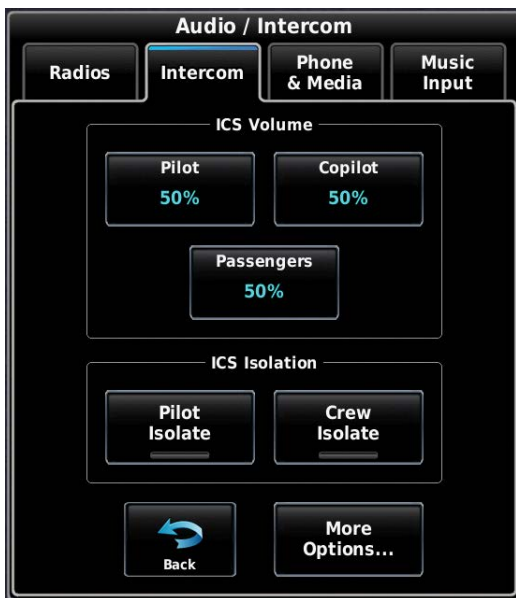 Audio / Intercom
Radios
Intercom
Phone
& Media
Music
Input
ICS Volume
Pilot
50%
Copilot
50%
Passengers
50%
ICS Isolation
Pilot
Isolate
Crew
Isolate
Back
More
Options...